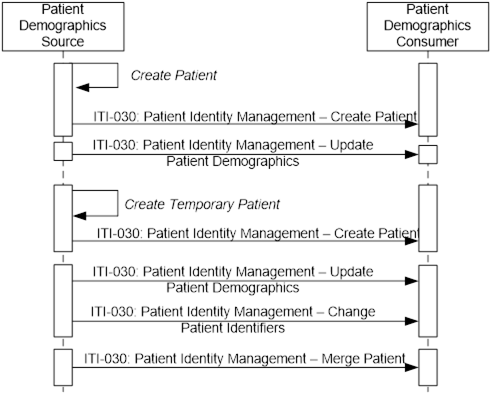 Patient
Demographics
Source
Patient
Demographics
Consumer
Create Patient
ITI-030: Patient Identity Management – Create Patient
ITI-030: Patient Identity Management – Update
Patient Demographics
Create Temporary Patient
ITI-030: Patient Identity Management – Create Patient
ITI-030: Patient Identity Management – Update
Patient Demographics
ITI-030: Patient Identity Management – Change
Patient Identifiers
ITI-030: Patient Identity Management – Merge Patient